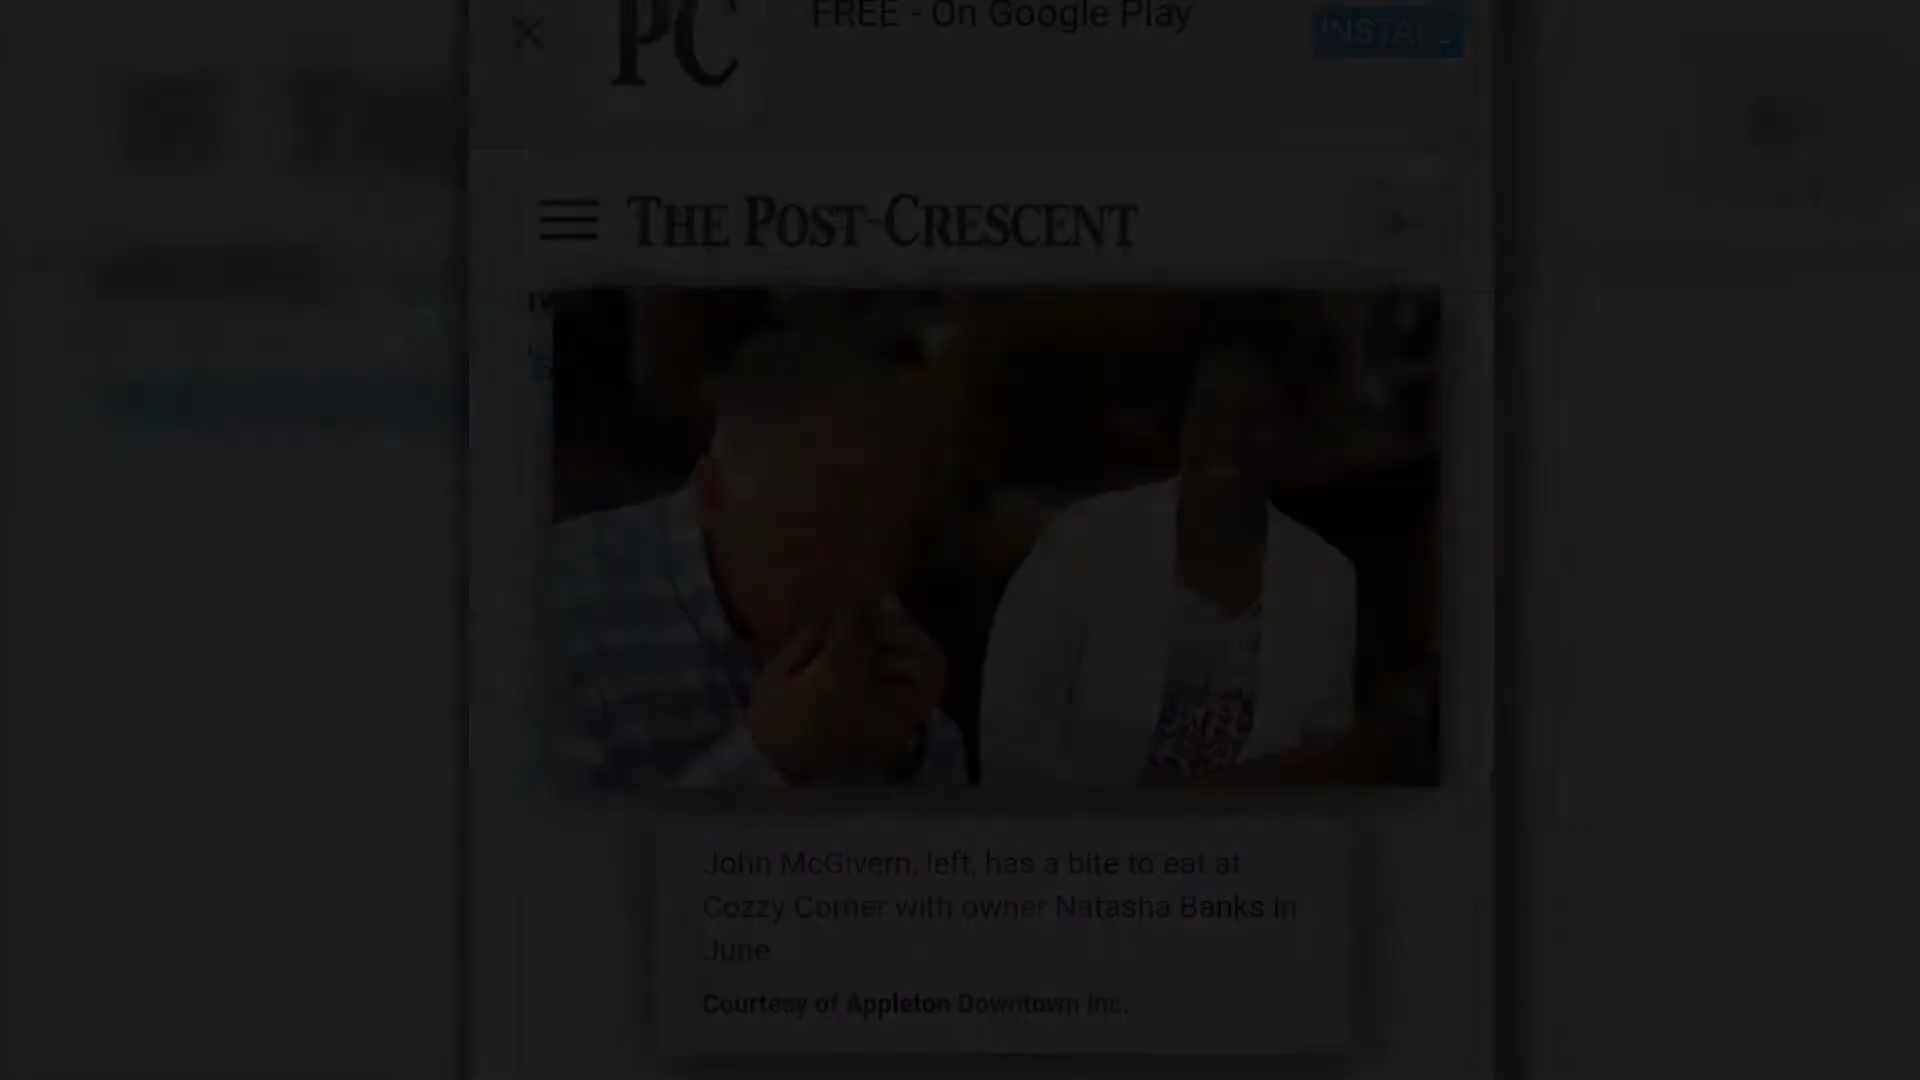 PC
FREE - On Google Play
INSTALL
THE POST-CRESCENT
John McGivern, left, has a bite to eat at
Cozzy Corner with owner Natasha Banks in
June.
Courtesy of Appleton Downtown Inc.